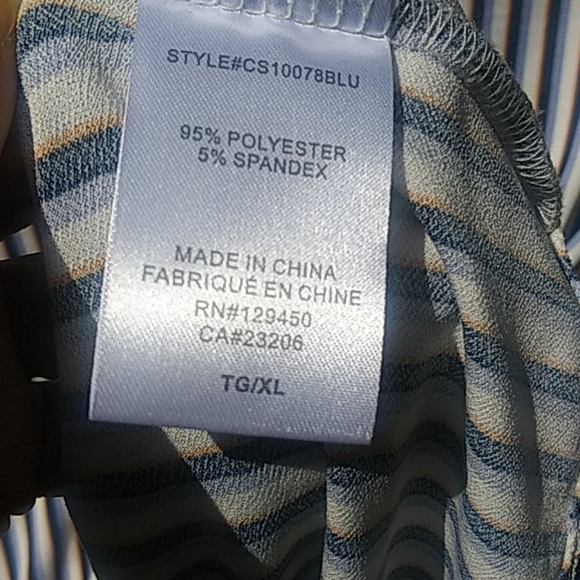 STYLE#CS10078BLU
95% POLYESTER
5% SPANDEX
MADE IN CHINA
FABRIQUÉ EN CHINE
RN#129450
CA#23206
TG/XL